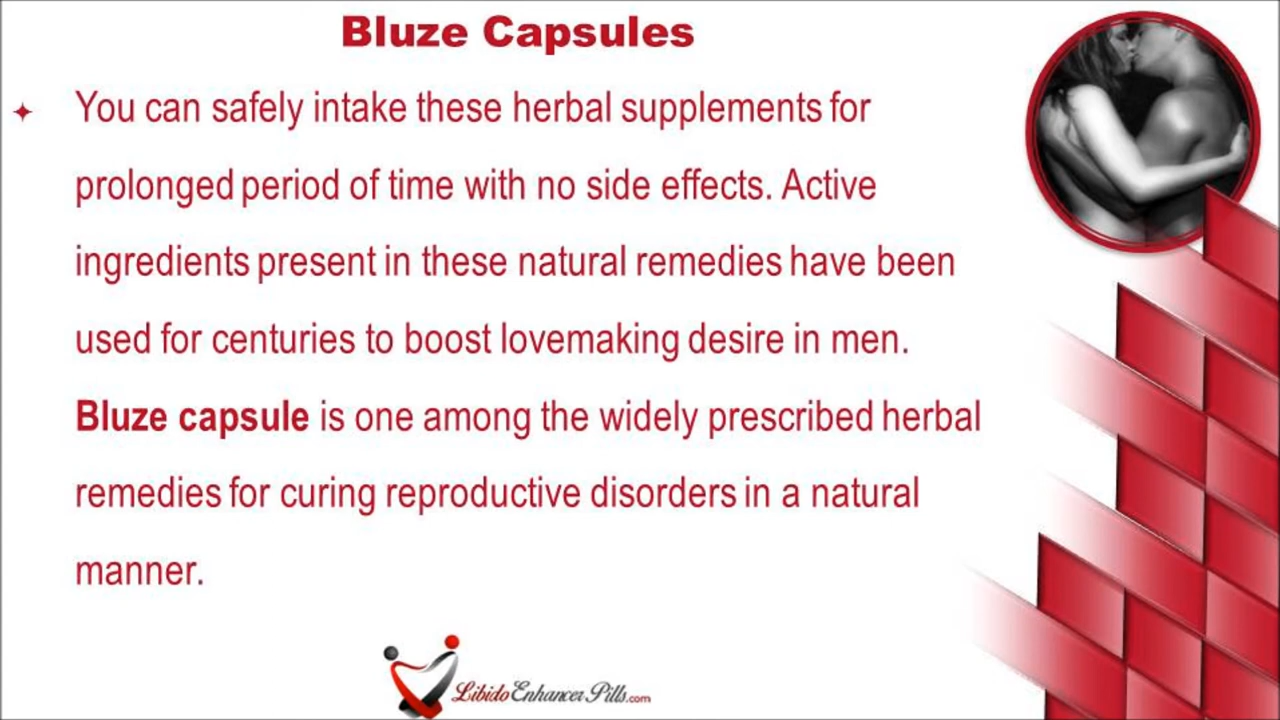 Bluze Capsules
You can safely intake these herbal supplements for
prolonged period of time with no side effects. Active
ingredients present in these natural remedies have been
used for centuries to boost lovemaking desire in men.
Bluze capsule is one among the widely prescribed herbal
remedies for curing reproductive disorders in a natural
manner.
LibidoEnhancerPills.com